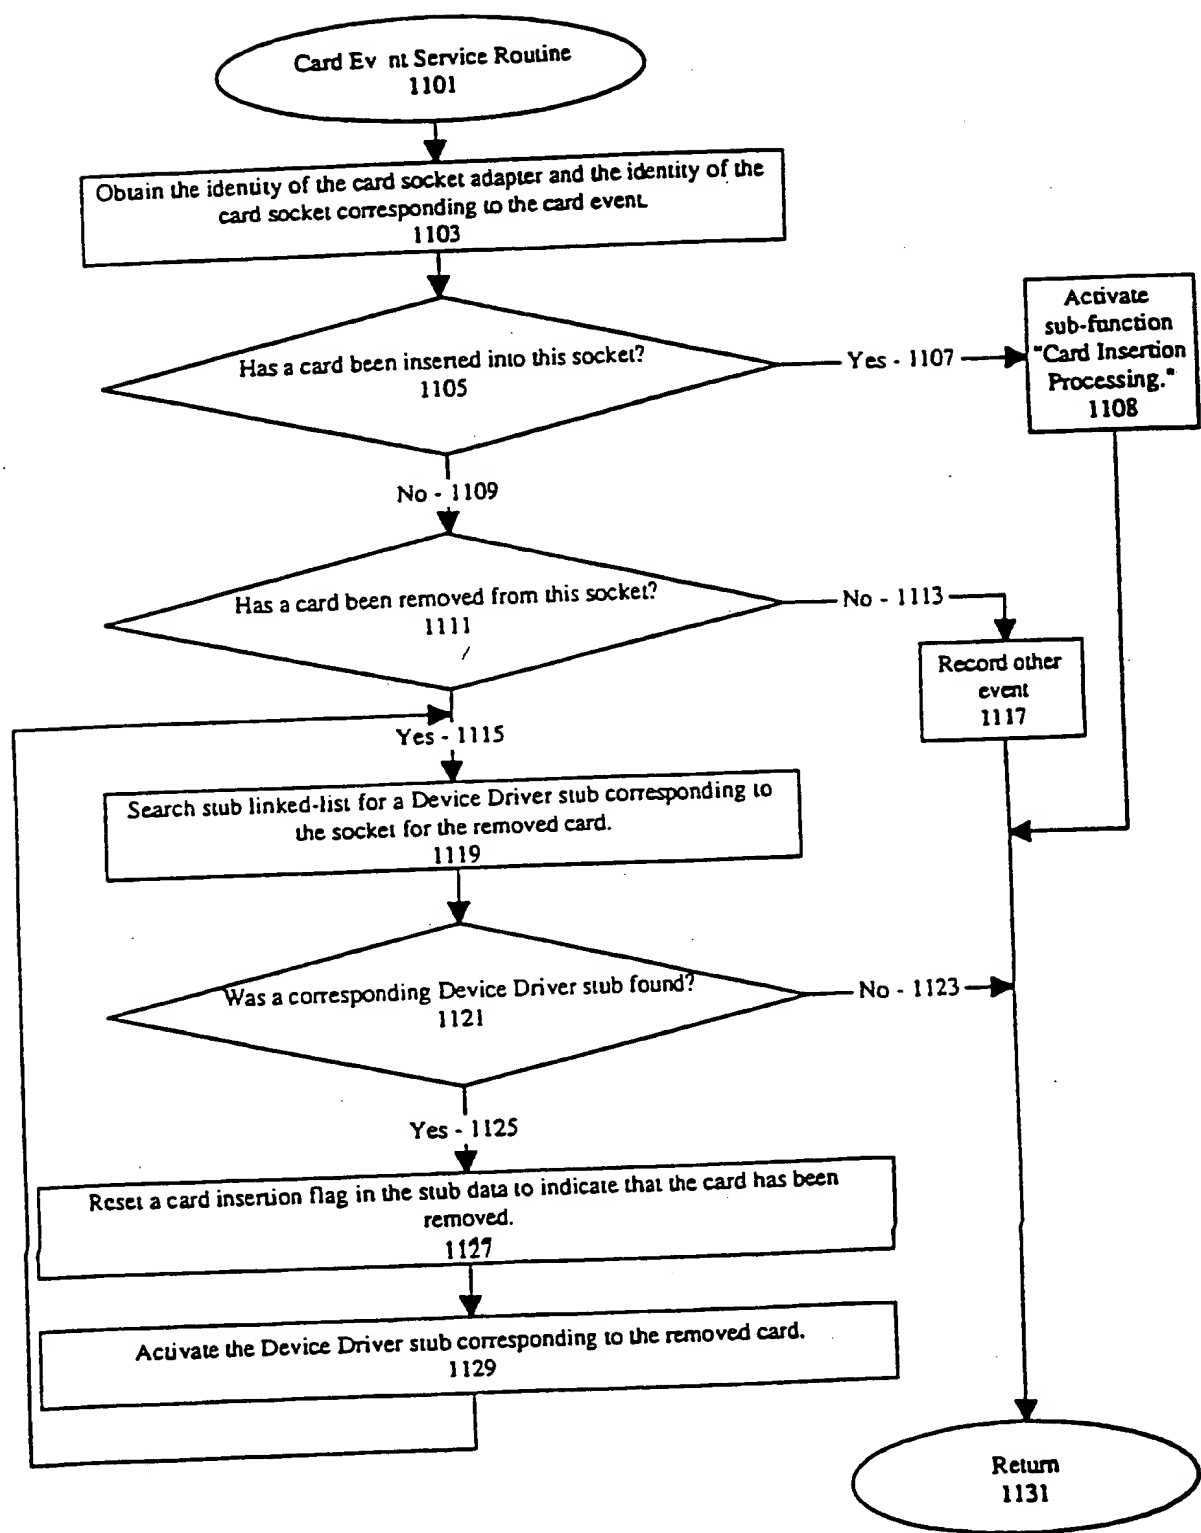 Card Ev nt Service Routine
1101
Obtain the identity of the card socket adapter and the identity of the
card socket corresponding to the card event.
1103
Has a card been inserted into this socket?
1105
Yes - 1107
Activate
sub-function
"Card Insertion
Processing."
1108
No - 1109
Has a card been removed from this socket?
1111
No - 1113
Record other
event
1117
Yes - 1115
Search stub linked-list for a Device Driver stub corresponding to
the socket for the removed card.
1119
Was a corresponding Device Driver stub found?
1121
No - 1123
Yes - 1125
Reset a card insertion flag in the stub data to indicate that the card has been
removed.
1127
Activate the Device Driver stub corresponding to the removed card.
1129
Return
1131